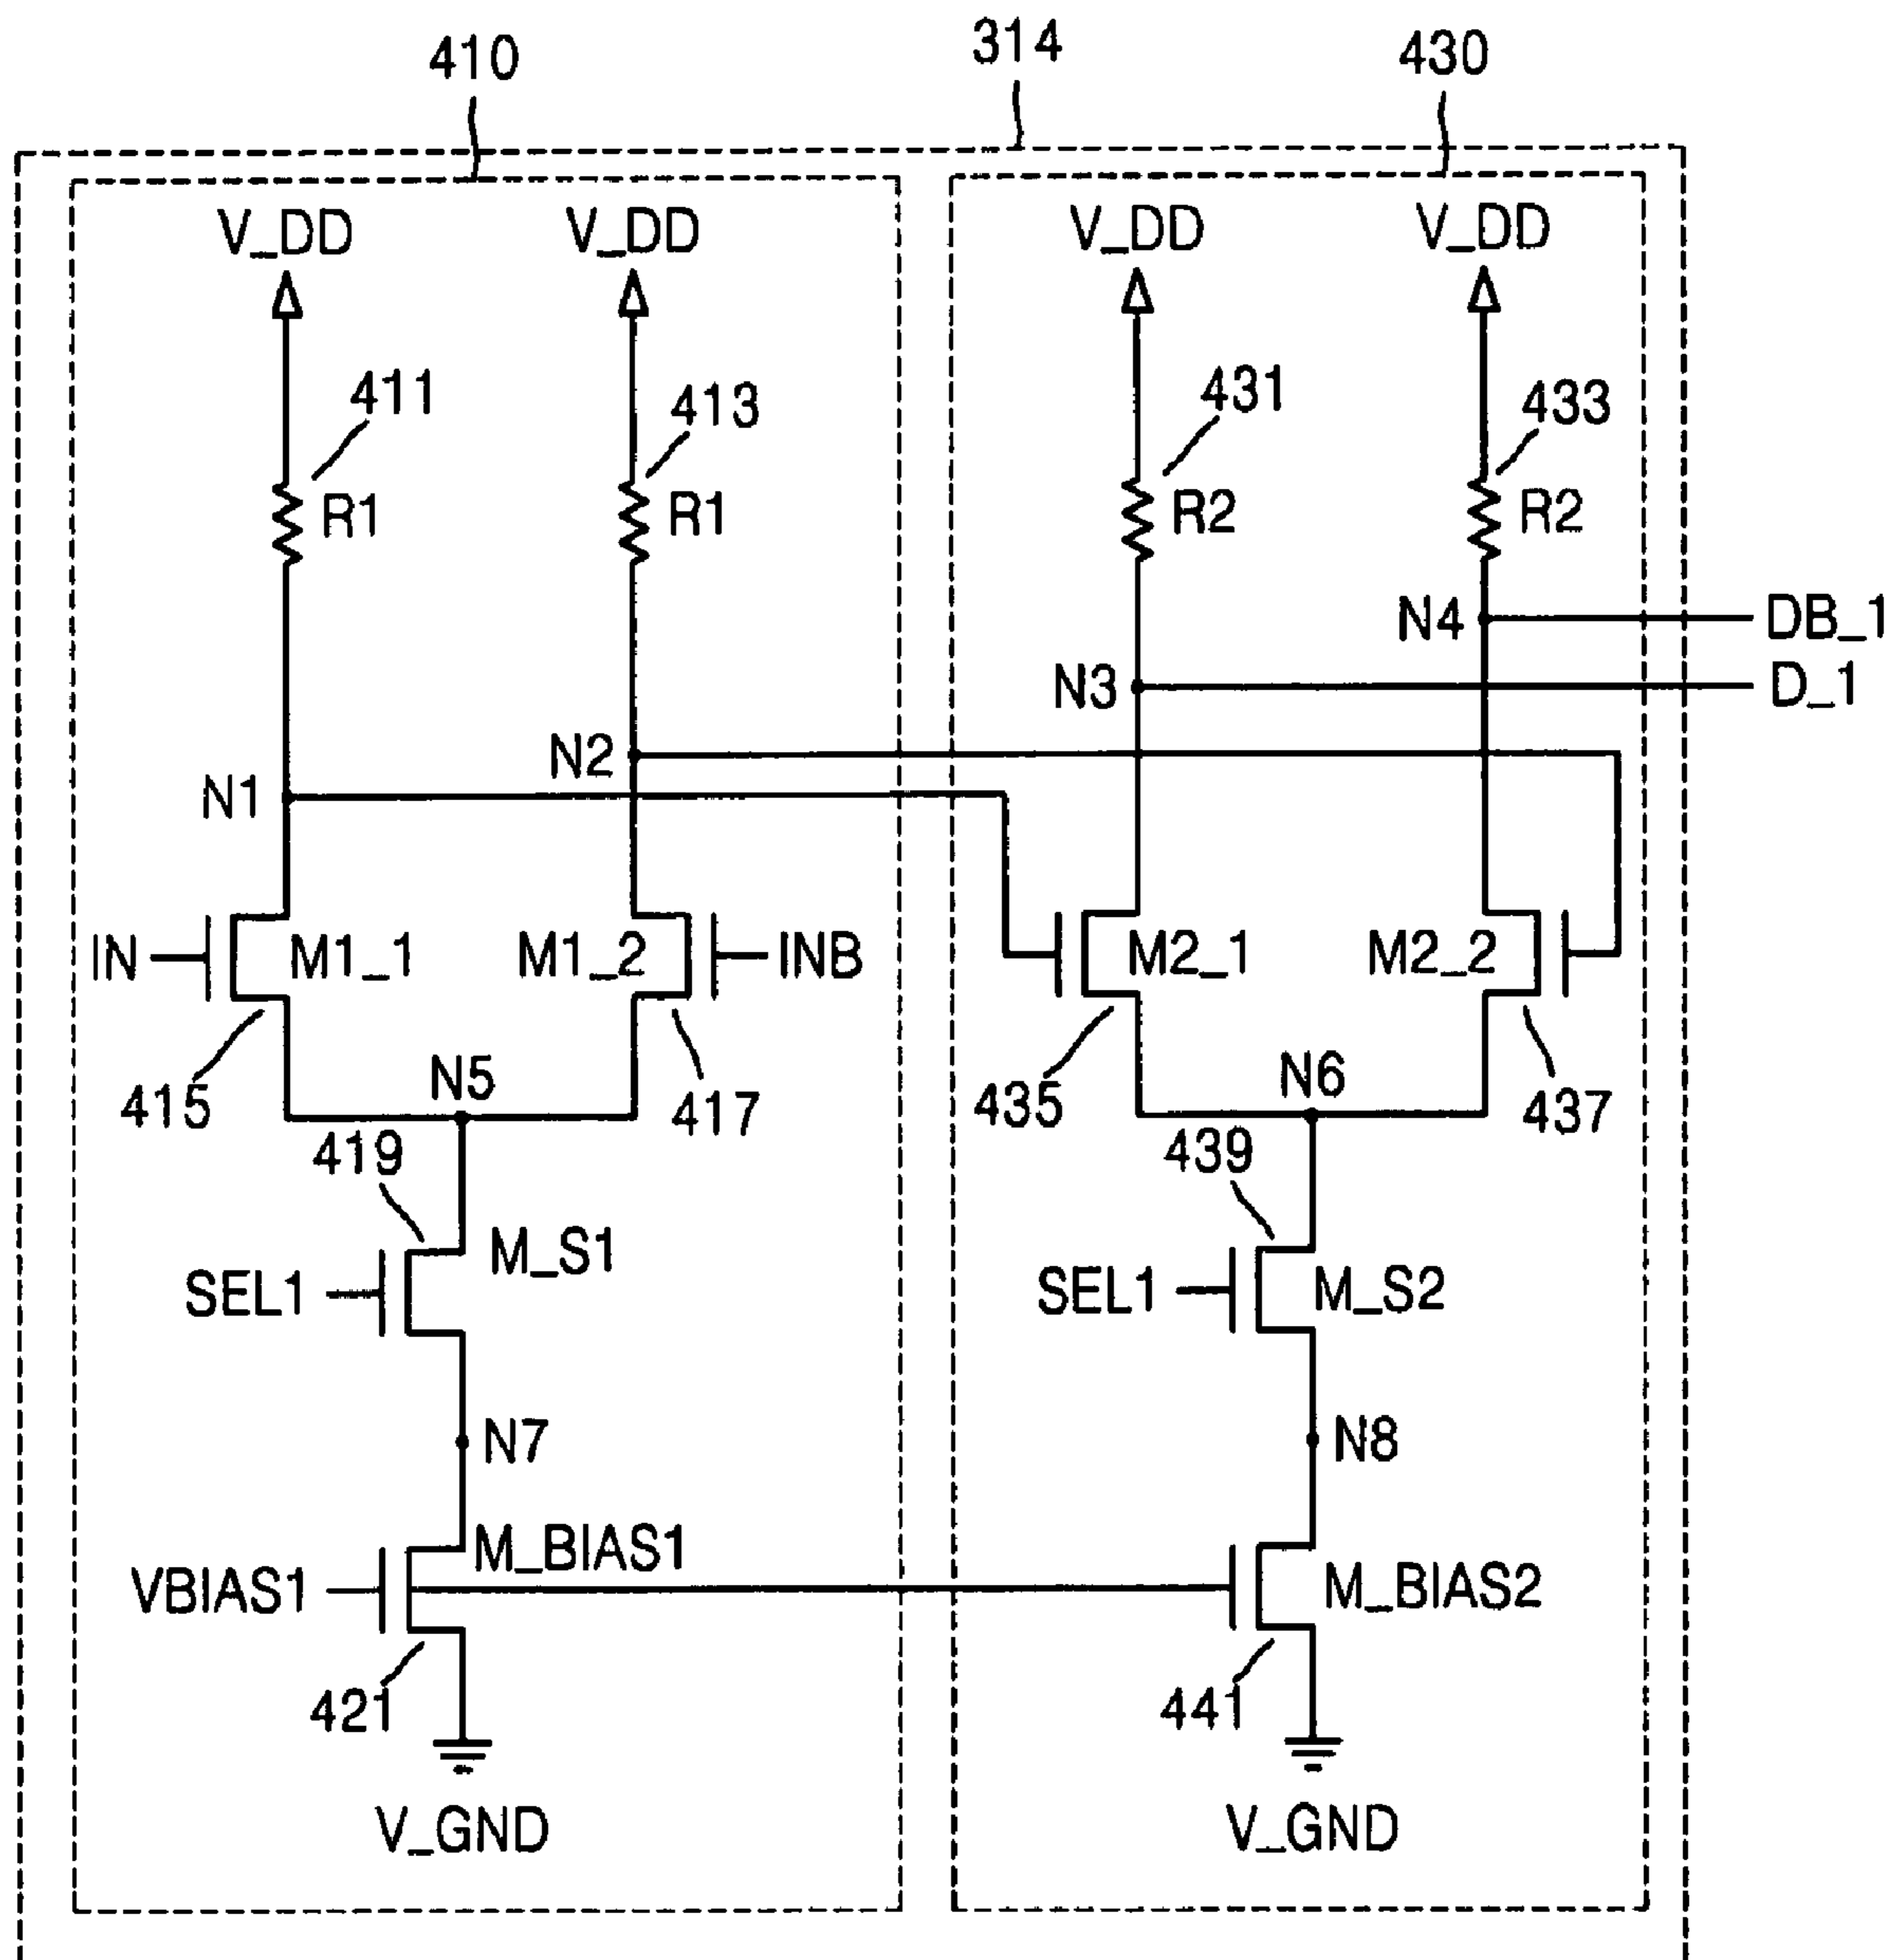 410 314 430
V_DD V_DD V_DD V_DD
411 413 431 433
R1 R1 R2 R2
N4 DB_1
N3 D_1
N2
N1
IN M1_1 M1_2 INB M2_1 M2_2
415 N5 417 435 N6 437
419 439
M_S1
SEL1 SEL1 M_S2
N7 N8
VBIAS1 M_BIAS1 M_BIAS2
421 441
V_GND V_GND